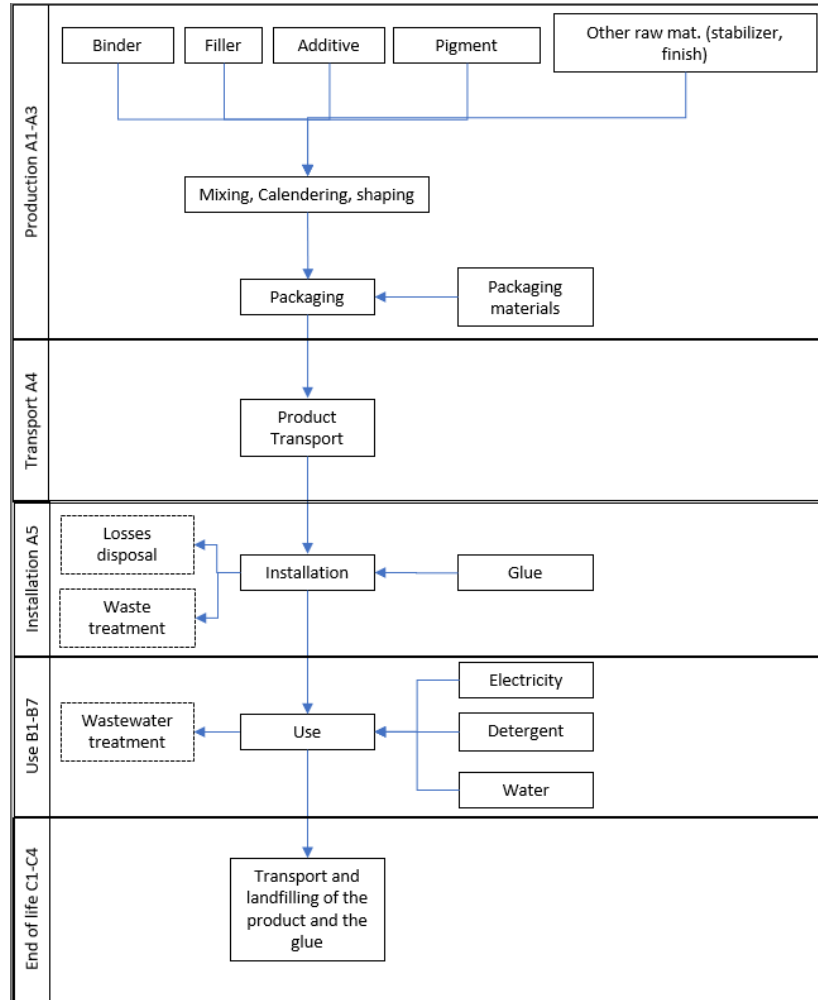 Production A1-A3
Binder
Filler
Additive
Pigment
Other raw mat. (stabilizer,
finish)
Mixing, Calendering, shaping
Packaging
Packaging
materials
Transport A4
Product
Transport
Installation A5
Losses
disposal
Installation
Glue
Waste
treatment
Use B1-B7
Electricity
Wastewater
treatment
Use
Detergent
Water
End of life C1-C4
Transport and
landfilling of the
product and the
glue